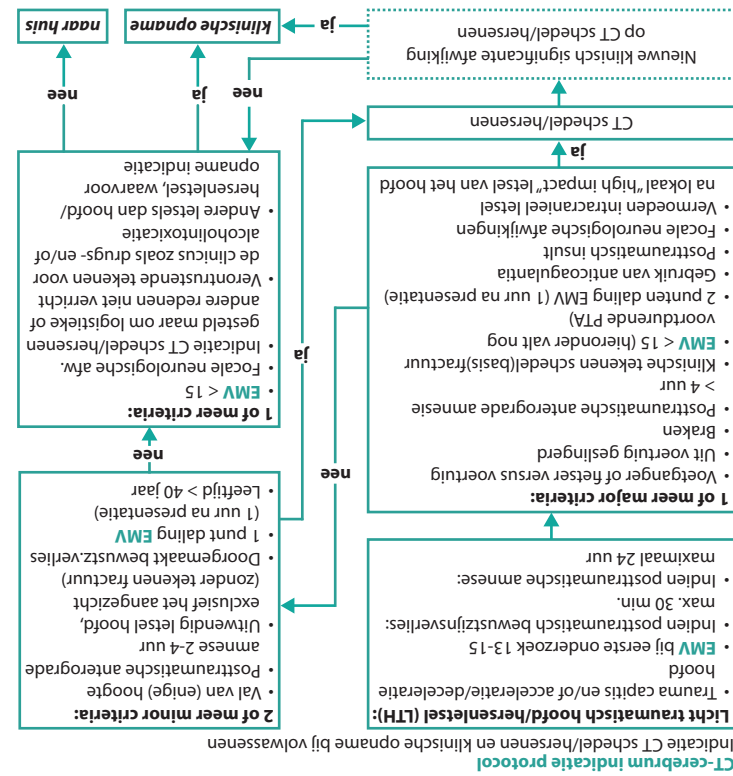 CT-cerebrum indicatie protocol
Indicatie CT schedel/hersenen en klinische opname bij volwassenen
Licht traumatisch hoofd/hersenletsel (LTH):
• Trauma capitis en/of acceleratie/deceleratie
hoofd
• EMV bij eerste onderzoek 13-15
• Indien posttraumatisch bewustzijnsverlies:
max. 30 min.
• Indien posttraumatische amnese:
maximaal 24 uur
1 of meer major criteria:
• Voetganger of fietser versus voertuig
• Uit voertuig geslingerd
• Braken
• Posttraumatische anterograde amnesie
> 4 uur
• Klinische tekenen schedel(basis)fractuur
• EMV < 15 (hieronder valt nog
voortdurende PTA)
• 2 punten daling EMV (1 uur na presentatie)
• Gebruik van anticoagulantia
• Posttraumatisch insult
• Focale neurologische afwijkingen
• Vermoeden intracranieel letsel
na lokaal "high impact" letsel van het hoofd
ja
CT schedel/hersenen
Nieuwe klinisch significante afwijking
op CT schedel/hersenen
nee
2 of meer minor criteria:
• Val van (enige) hoogte
• Posttraumatische anterograde
amnese 2-4 uur
• Uitwendig letsel hoofd,
exclusief het aangezicht
(zonder tekenen fractuur)
• Doorgemaakt bewustz.verlies
• 1 punt daling EMV
(1 uur na presentatie)
• Leeftijd > 40 jaar
ja
nee
1 of meer criteria:
• EMV < 15
• Focale neurologische afw.
• Indicatie CT schedel/hersenen
gesteld maar om logistieke of
andere redenen niet verricht
• Verontrustende tekenen voor
de clinicus zoals drugs- en/of
alcoholintoxicatie
• Andere letsels dan hoofd/
hersenletsel, waarvoor
opname indicatie
nee
ja
nee
ja
klinische opname
naar huis